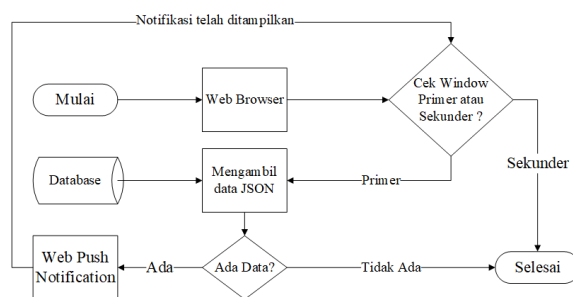 Notifikasi telah ditampilkan
Mulai
Web Browser
Cek Window
Primer atau
Sekunder ?
Sekunder
Database
Mengambil
data JSON
Primer
Web Push
Notification
Ada
Ada Data?
Tidak Ada
Selesai